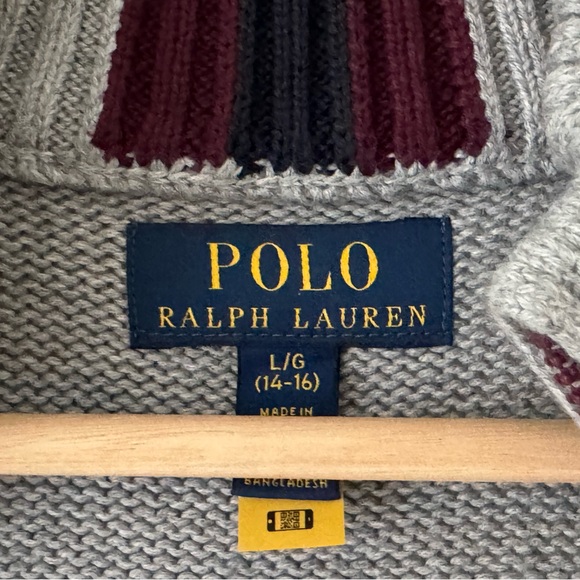 POLO
RALPH LAUREN
L/G
(14-16)
MADE IN
BANGLADESH